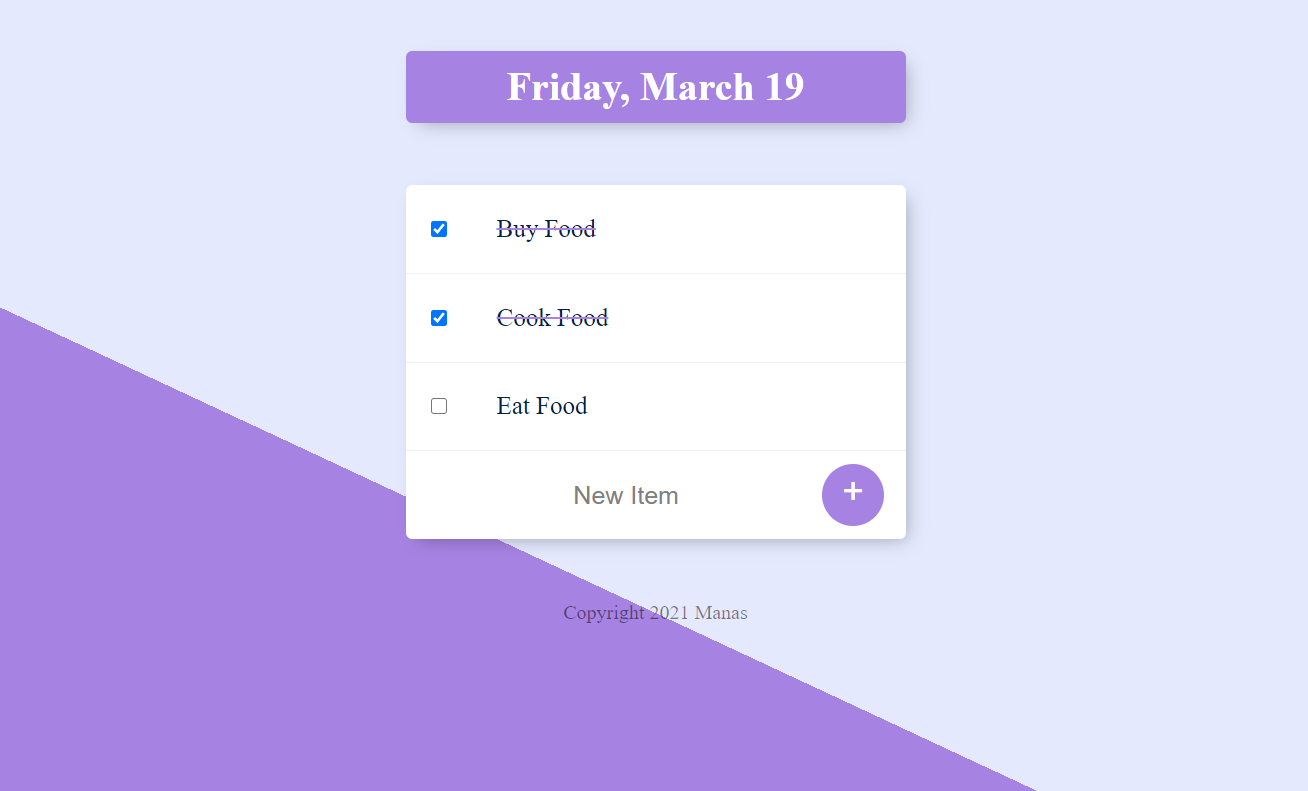 Friday, March 19
Buy Food
Cook Food
Eat Food
New Item +
Copyright 2021 Manas